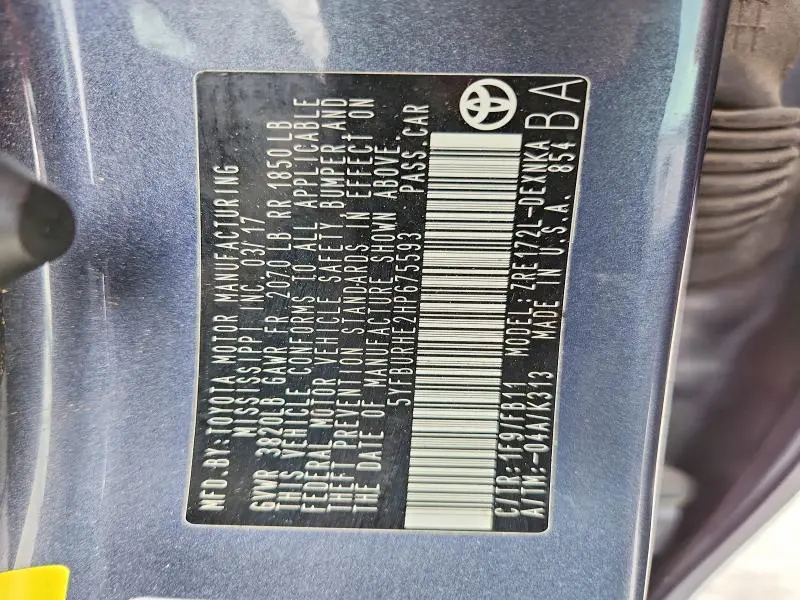 MFD.BY:TOYOTA MOTOR MANUFACTURING
MISSISSIPPI INC. 03/17
GVWR 3820LB GAWR FR 2070 LB RR 1850LB
THIS VEHICLE CONFORMS TO ALL APPLICABLE
FEDERAL MOTOR VEHICLE SAFETY, BUMPER AND
THEFT PREVENTION STANDARDS IN EFFECT ON
THE DATE OF MANUFACTURE SHOWN ABOVE.
5YFBURHE2HP675593 PASS.CAR
C/TR:1F9/FB11 MODEL:ZRE172L-DEXNKA
A/TM:-04A/K313 MADE IN U.S.A. 854
BA